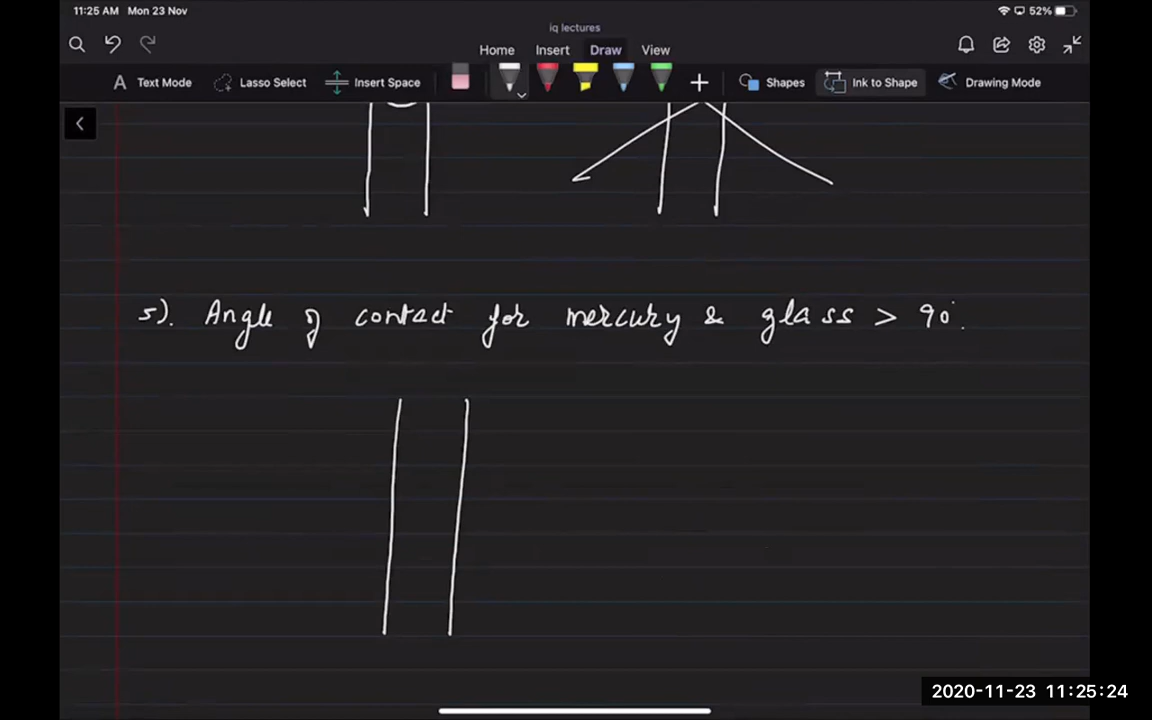 11:25 AM Mon 23 Nov
52%
iq lectures
Home Insert Draw View
Text Mode Lasso Select Insert Space Shapes Ink to Shape Drawing Mode
5). Angle of contact for mercury & glass > 90°.
2020-11-23 11:25:24